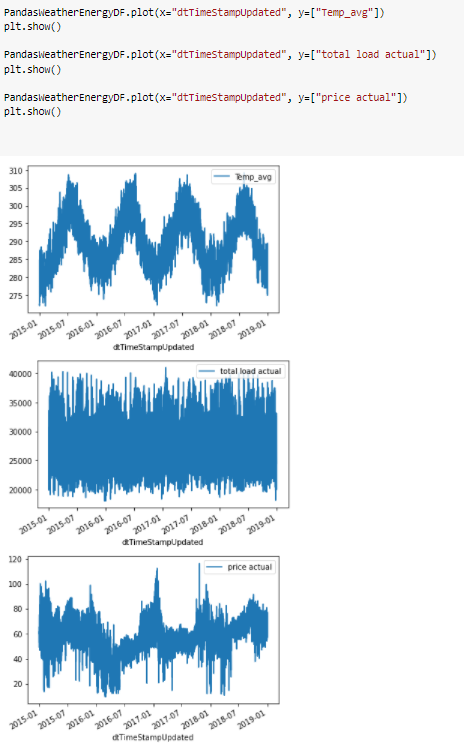 PandasWeatherEnergyDF.plot(x="dtTimeStampUpdated", y=["Temp_avg"])
plt.show()
PandasWeatherEnergyDF.plot(x="dtTimeStampUpdated", y=["total load actual"])
plt.show()
PandasWeatherEnergyDF.plot(x="dtTimeStampUpdated", y=["price actual"])
plt.show()
310
Temp_avg
305
300
295
290
285
280
275
2015-01 2015-07 2016-01 2016-07 2017-01 2017-07 2018-01 2018-07 2019-01
dtTimeStampUpdated
40000
total load actual
35000
30000
25000
20000
2015-01 2015-07 2016-01 2016-07 2017-01 2017-07 2018-01 2018-07 2019-01
dtTimeStampUpdated
120
price actual
100
80
60
40
20
2015-01 2015-07 2016-01 2016-07 2017-01 2017-07 2018-01 2018-07 2019-01
dtTimeStampUpdated